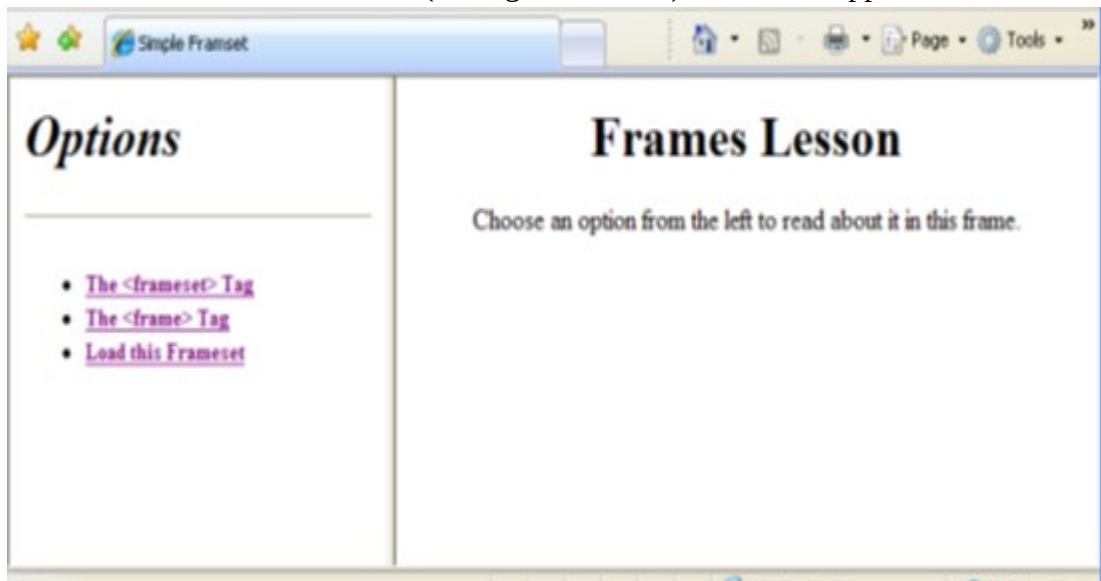 Simple Framset
Page
Tools
Options
The <frameset> Tag
The <frame> Tag
Load this Frameset
Frames Lesson
Choose an option from the left to read about it in this frame.